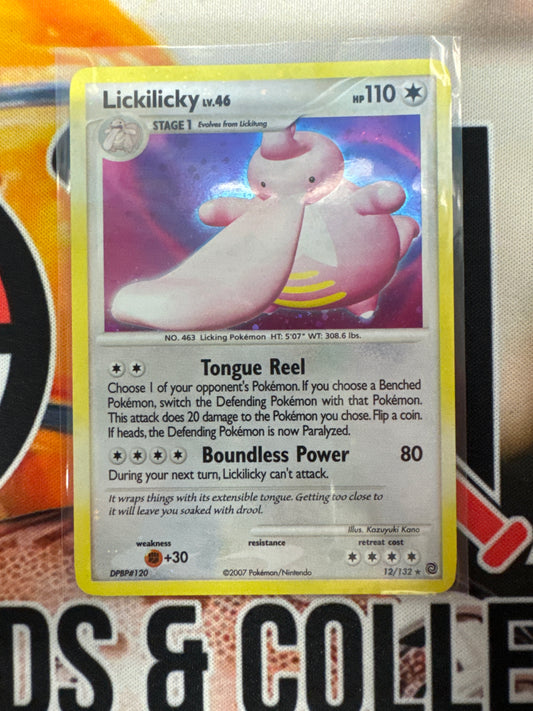 Lickilicky LV.46 HP110
STAGE 1 Evolves from Lickitung
NO. 463 Licking Pokémon HT: 5'07" WT: 308.6 lbs.
Tongue Reel
Choose 1 of your opponent's Pokémon. If you choose a Benched
Pokémon, switch the Defending Pokémon with that Pokémon.
This attack does 20 damage to the Pokémon you chose. Flip a coin.
If heads, the Defending Pokémon is now Paralyzed.
Boundless Power 80
During your next turn, Lickilicky can't attack.
It wraps things with its extensible tongue. Getting too close to
it will leave you soaked with drool.
Illus. Kazuyuki Kano
weakness resistance retreat cost
+30
DPBP#120 ©2007 Pokémon/Nintendo 12/132
DS & COLLE